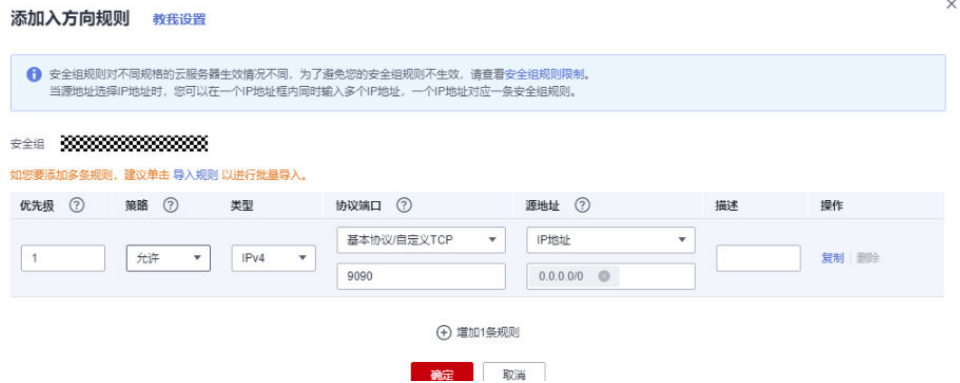 添加入方向规则 教我设置
安全组规则对不同规格的云服务器生效情况不同，为了避免您的安全组规则不生效，请查看安全组规则限制。
当源地址选择IP地址时，您可以在一个IP地址框内同时输入多个IP地址，一个IP地址对应一条安全组规则。
安全组
如您要添加多条规则，建议单击 导入规则 以进行批量导入。
优先级 策略 类型 协议端口 源地址 描述 操作
基本协议/自定义TCP IP地址
1 允许 IPv4 复制 删除
9090 0.0.0.0/0
增加1条规则
确定 取消